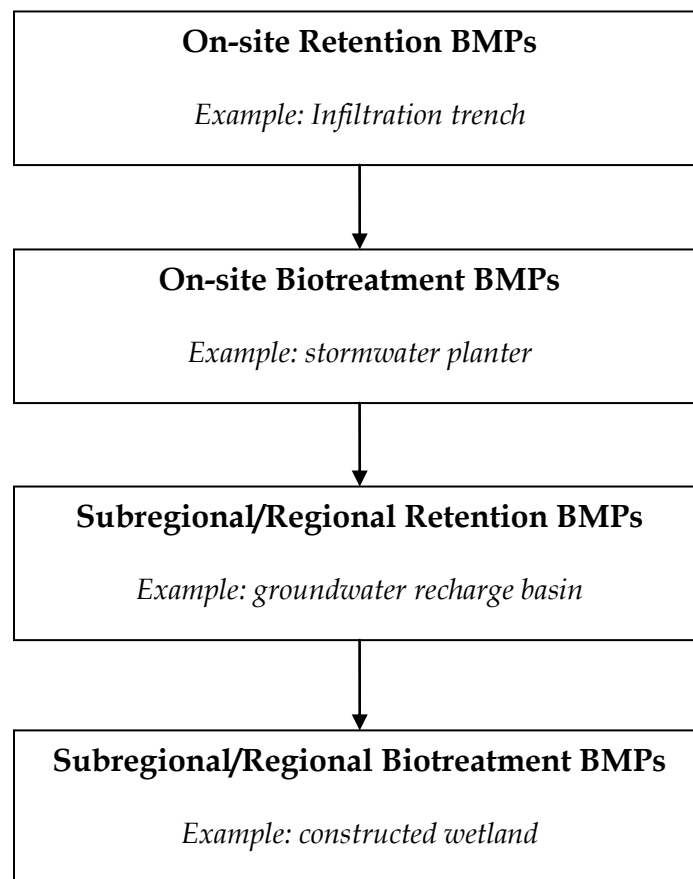 On-site Retention BMPs
Example: Infiltration trench
On-site Biotreatment BMPs
Example: stormwater planter
Subregional/Regional Retention BMPs
Example: groundwater recharge basin
Subregional/Regional Biotreatment BMPs
Example: constructed wetland